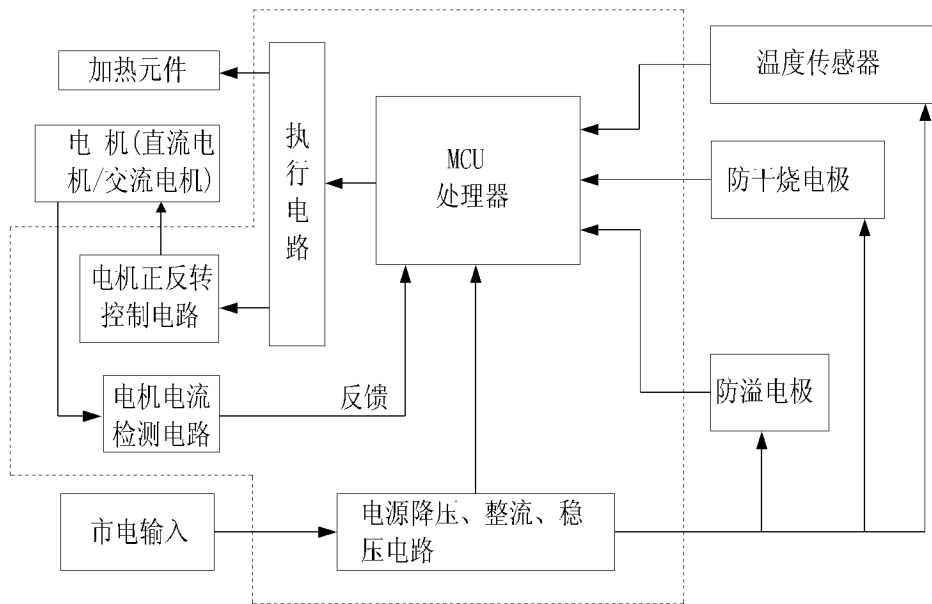 加热元件
电 机(直流电
机/交流电机)
电机正反转
控制电路
电机电流
检测电路
市电输入
执
行
电
路
MCU
处理器
反馈
电源降压、整流、稳
压电路
温度传感器
防干烧电极
防溢电极